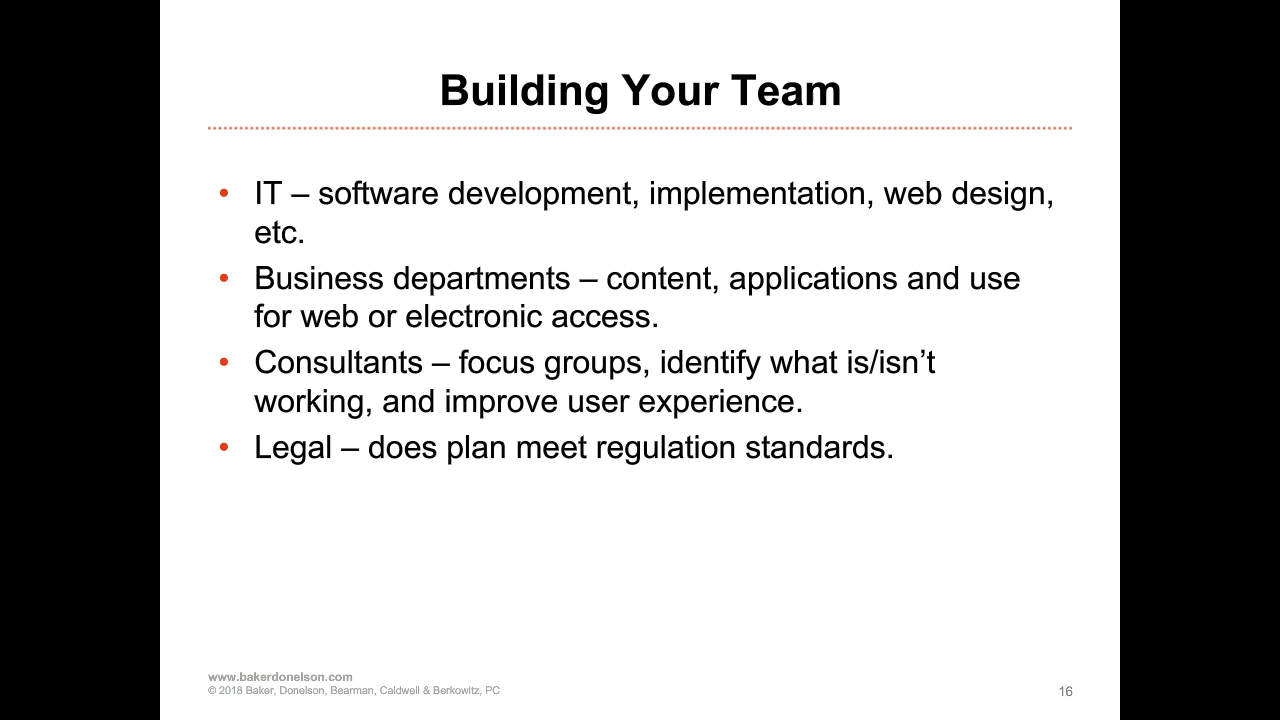 Building Your Team
• IT – software development, implementation, web design,
etc.
• Business departments – content, applications and use
for web or electronic access.
• Consultants – focus groups, identify what is/isn’t
working, and improve user experience.
• Legal – does plan meet regulation standards.
www.bakerdonelson.com
© 2018 Baker, Donelson, Bearman, Caldwell & Berkowitz, PC
16